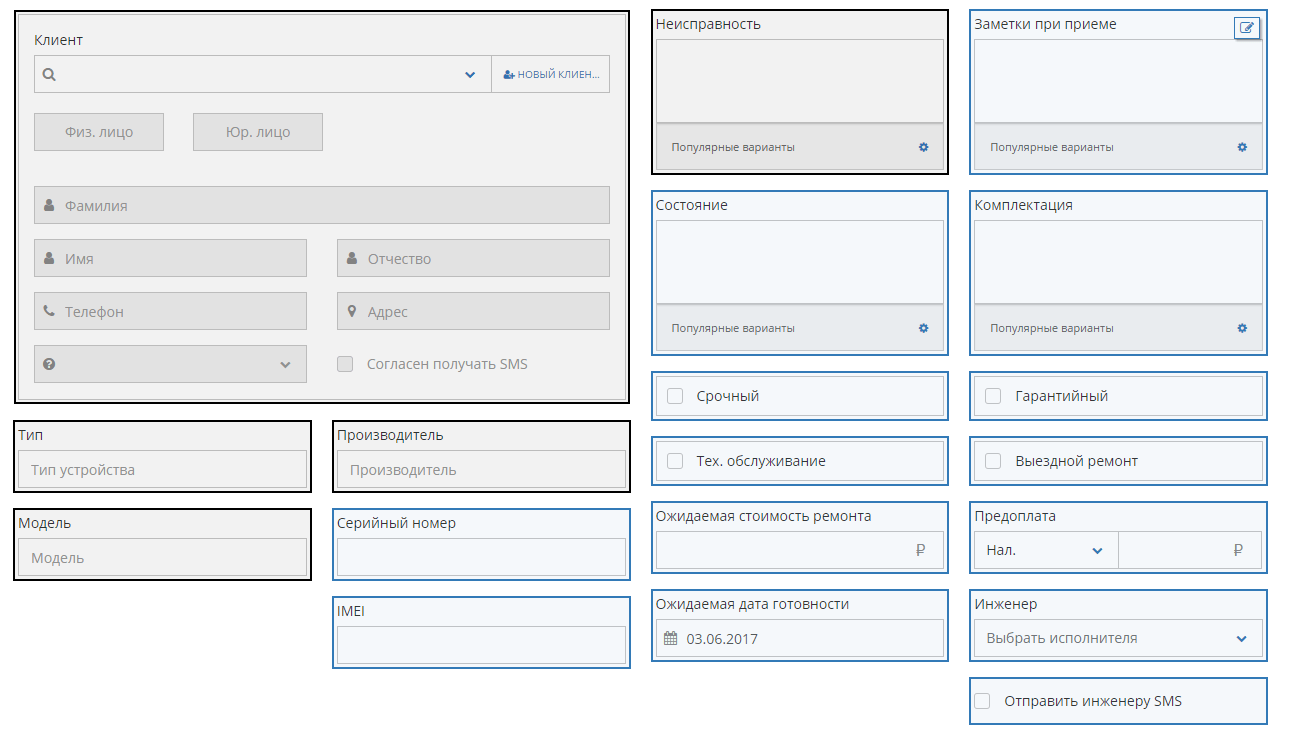 Клиент
НОВЫЙ КЛИЕН...
Физ. лицо
Юр. лицо
Фамилия
Имя
Отчество
Телефон
Адрес
Согласен получать SMS
Тип
Тип устройства
Производитель
Производитель
Модель
Модель
Серийный номер
IMEI
Неисправность
Популярные варианты
Заметки при приеме
Популярные варианты
Состояние
Популярные варианты
Комплектация
Популярные варианты
Срочный
Гарантийный
Тех. обслуживание
Выездной ремонт
Ожидаемая стоимость ремонта
₽
Предоплата
Нал.
₽
Ожидаемая дата готовности
03.06.2017
Инженер
Выбрать исполнителя
Отправить инженеру SMS